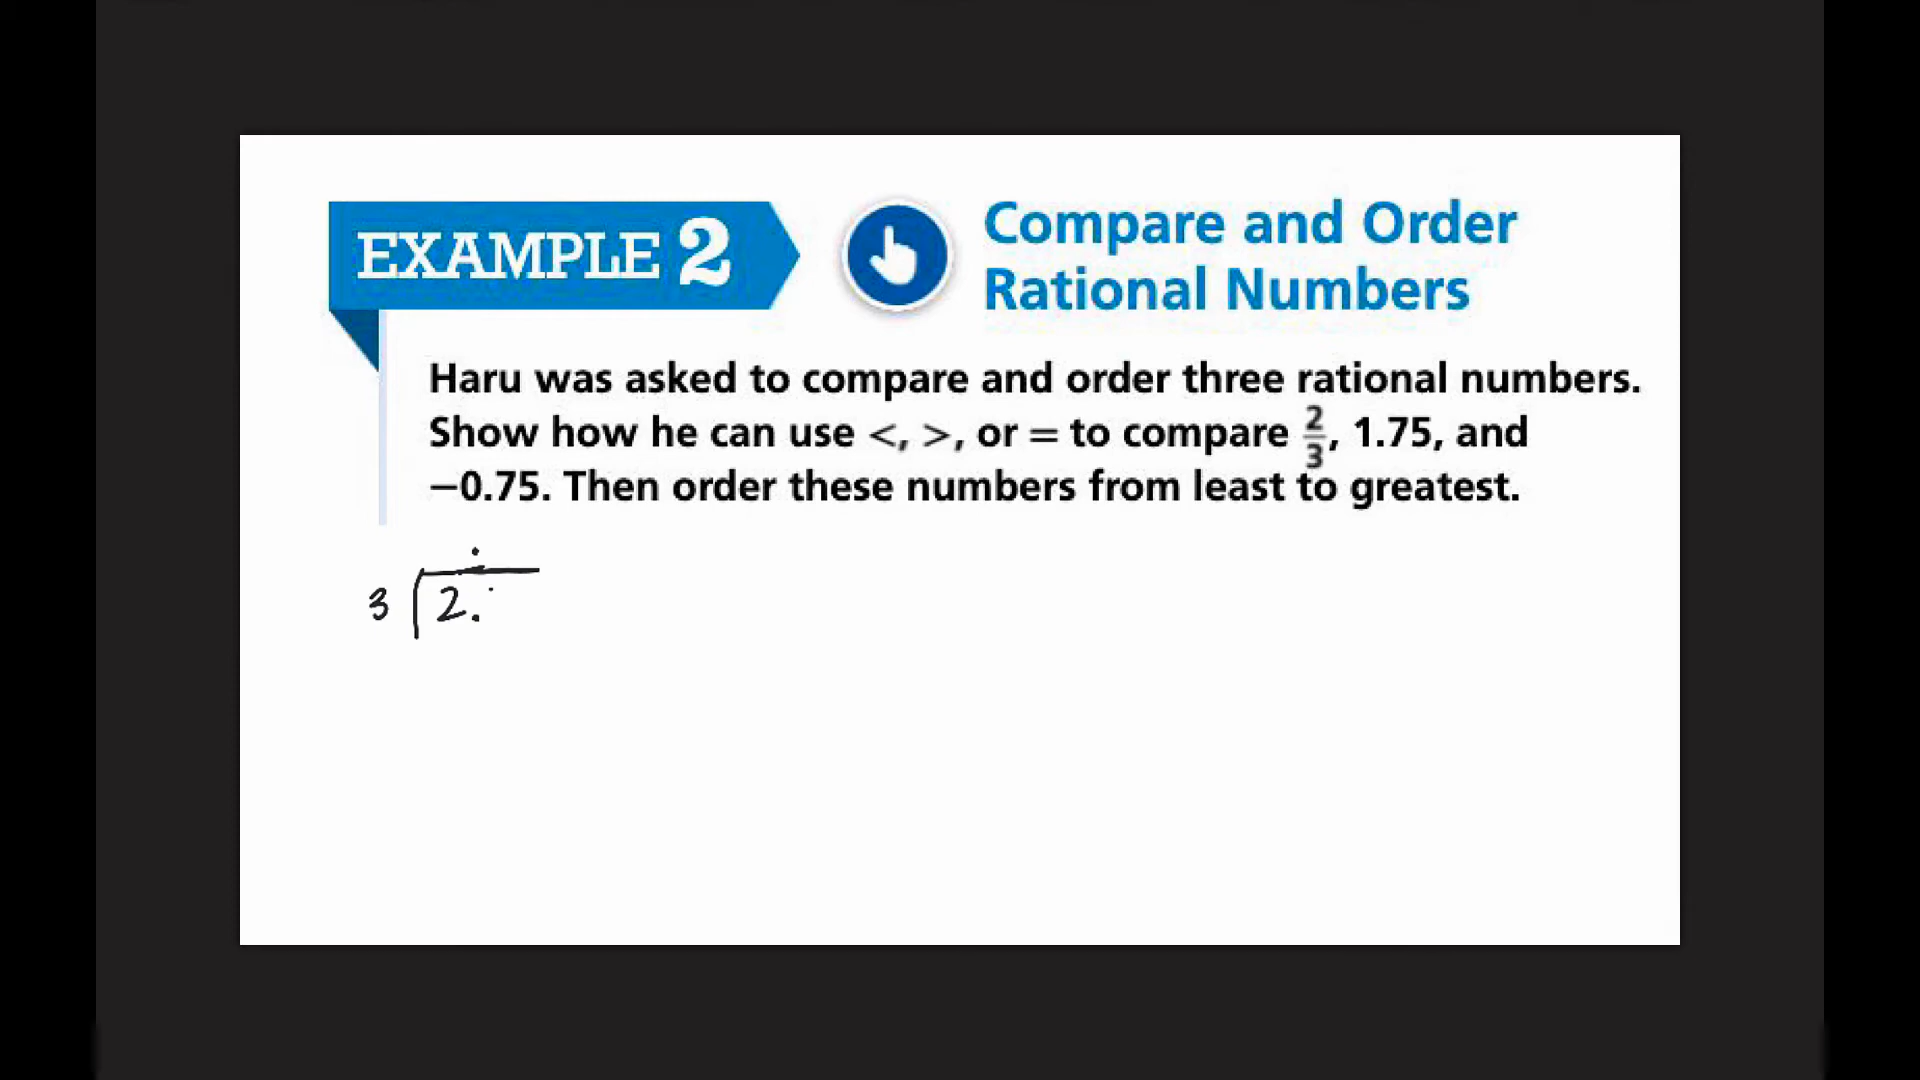 EXAMPLE 2
Compare and Order
Rational Numbers
Haru was asked to compare and order three rational numbers.
Show how he can use <, >, or = to compare 2/3, 1.75, and
−0.75. Then order these numbers from least to greatest.
.
3 2.